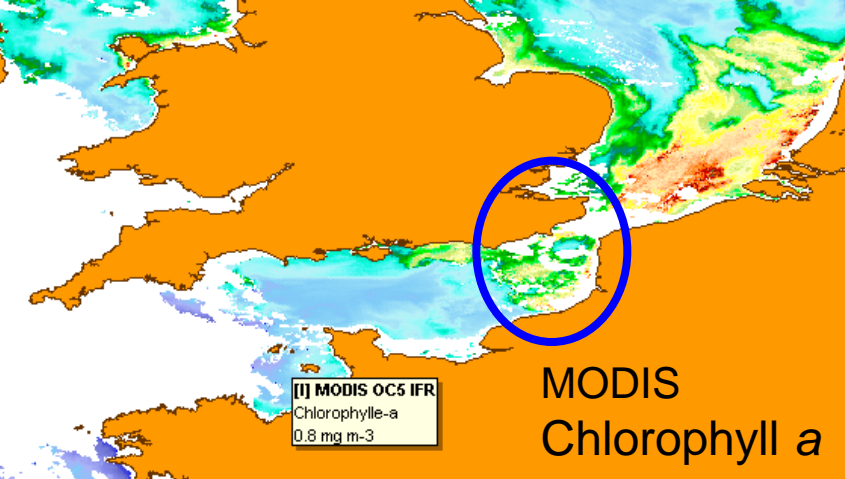 [I] MODIS OC5 IFR
Chlorophylle-a
0.8 mg m-3
MODIS
Chlorophyll a